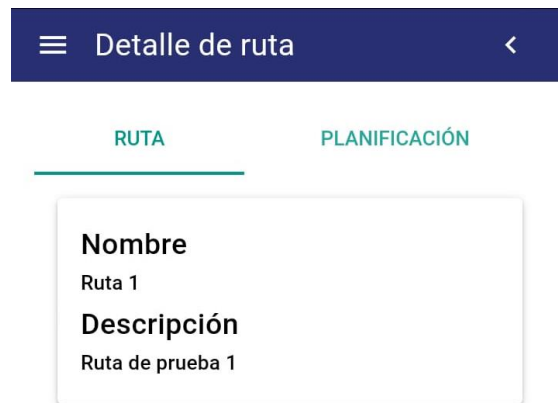 Detalle de ruta
RUTA PLANIFICACIÓN
Nombre
Ruta 1
Descripción
Ruta de prueba 1